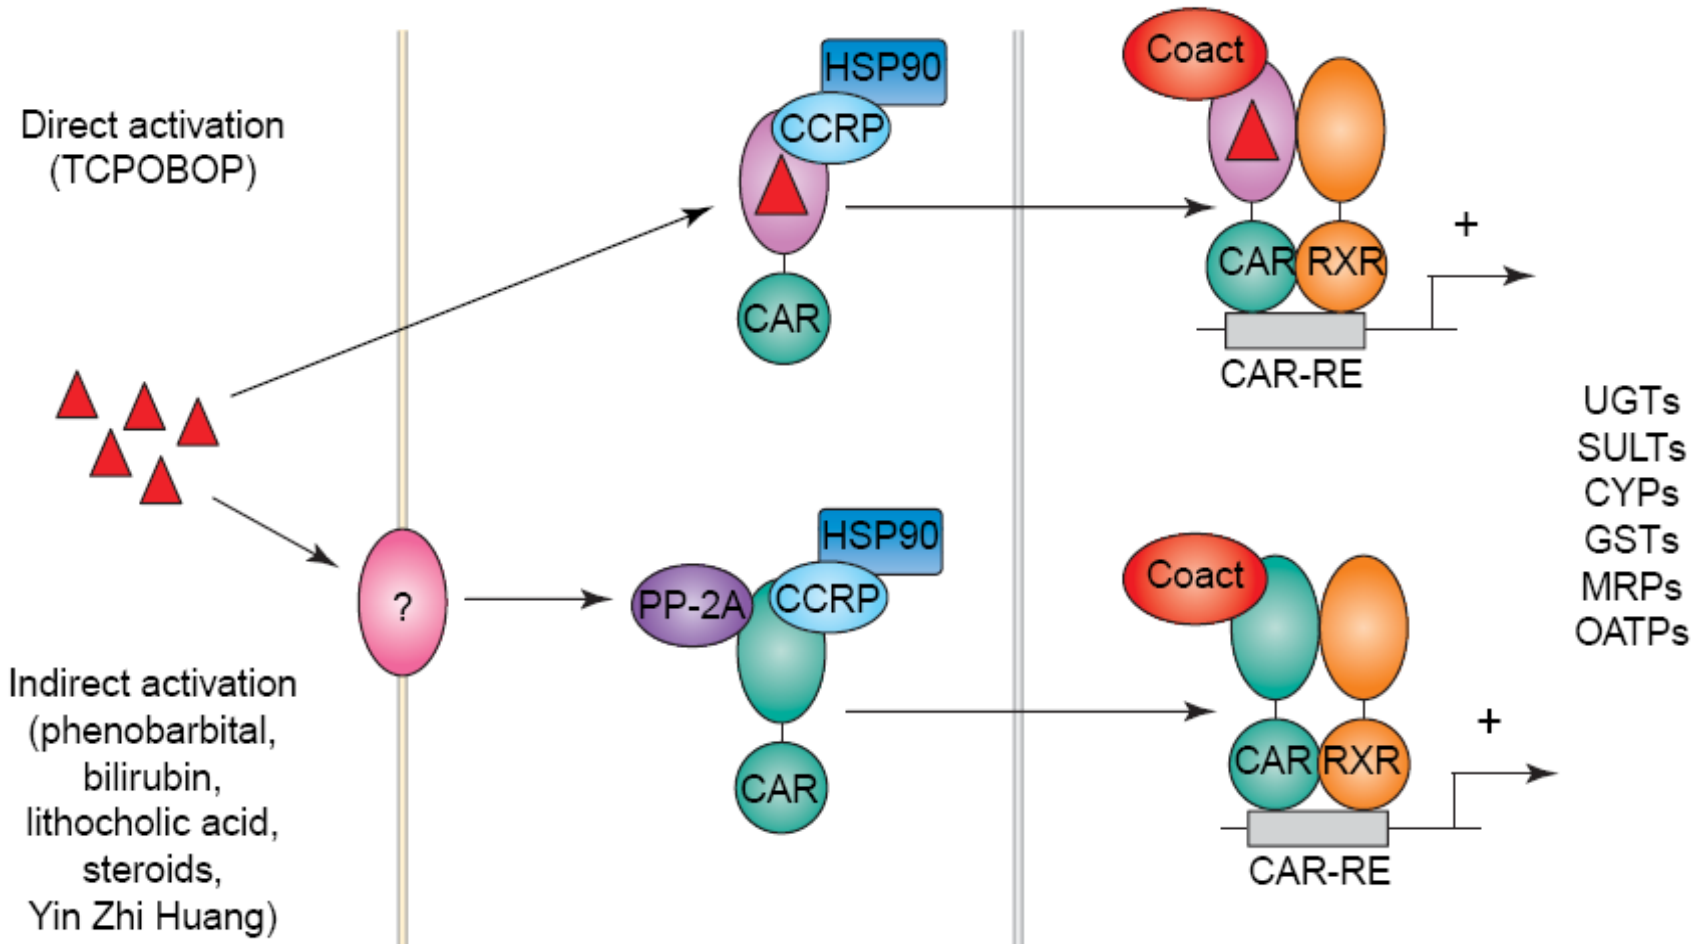 Direct activation
(TCPOBOP)
HSP90
CCRP
CAR
Coact
CAR
RXR
+
CAR-RE
?
Indirect activation
(phenobarbital,
bilirubin,
lithocholic acid,
steroids,
Yin Zhi Huang)
HSP90
PP-2A
CCRP
CAR
Coact
CAR
RXR
+
CAR-RE
UGTs
SULTs
CYPs
GSTs
MRPs
OATPs